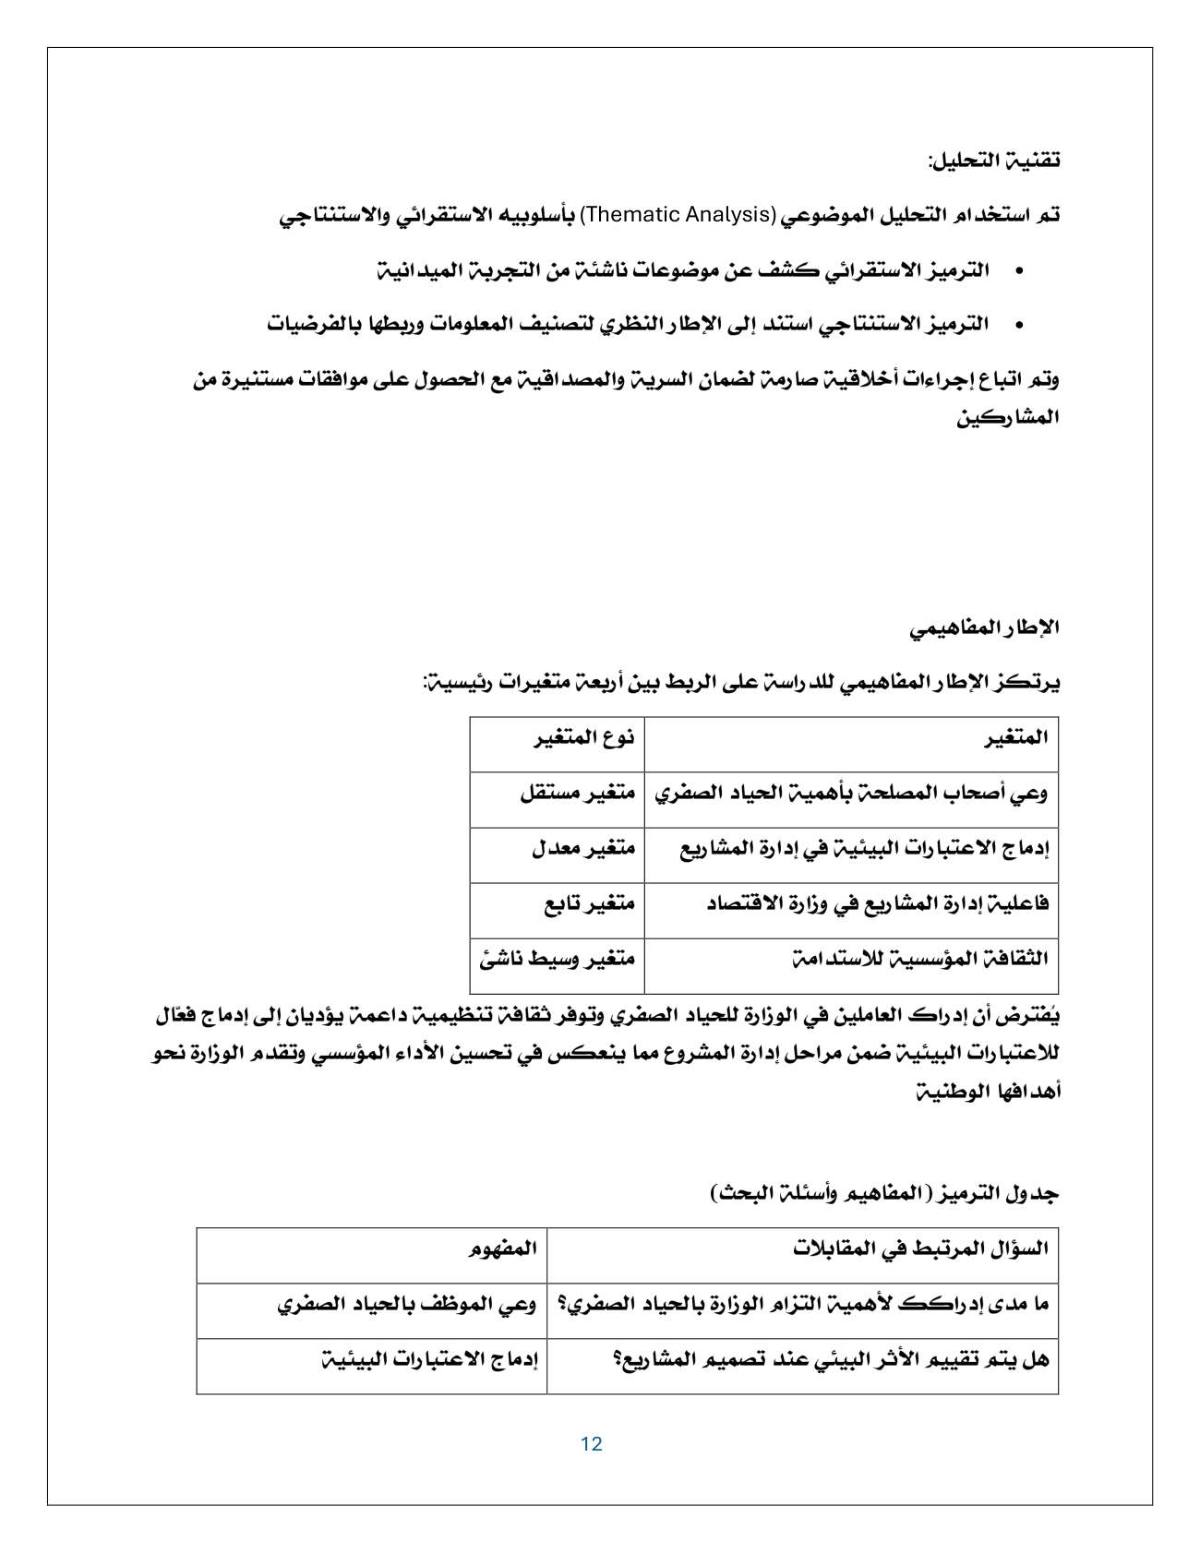 تقنية التحليل:
تم استخدام التحليل الموضوعي (Thematic Analysis) بأسلوبيه الاستقرائي والاستنتاجي
• الترميز الاستقرائي كشف عن موضوعات ناشئة من التجربة الميدانية
• الترميز الاستنتاجي استند إلى الإطار النظري لتصنيف المعلومات وربطها بالفرضيات
وتم اتباع إجراءات أخلاقية صارمة لضمان السرية والمصداقية مع الحصول على موافقات مستنيرة من
المشاركين
الإطار المفاهيمي
يرتكز الإطار المفاهيمي للدراسة على الربط بين أربعة متغيرات رئيسية:
المتغير نوع المتغير
وعي أصحاب المصلحة بأهمية الحياد الصفري متغير مستقل
إدماج الاعتبارات البيئية في إدارة المشاريع متغير معدل
فاعلية إدارة المشاريع في وزارة الاقتصاد متغير تابع
الثقافة المؤسسية للاستدامة متغير وسيط ناشئ
يُفترض أن إدراك العاملين في الوزارة للحياد الصفري وتوفر ثقافة تنظيمية داعمة يؤديان إلى إدماج فعّال
للاعتبارات البيئية ضمن مراحل إدارة المشروع مما ينعكس في تحسين الأداء المؤسسي وتقدم الوزارة نحو
أهدافها الوطنية
جدول الترميز (المفاهيم وأسئلة البحث)
السؤال المرتبط في المقابلات المفهوم
ما مدى إدراكك لأهمية التزام الوزارة بالحياد الصفري؟ وعي الموظف بالحياد الصفري
هل يتم تقييم الأثر البيئي عند تصميم المشاريع؟ إدماج الاعتبارات البيئية
12